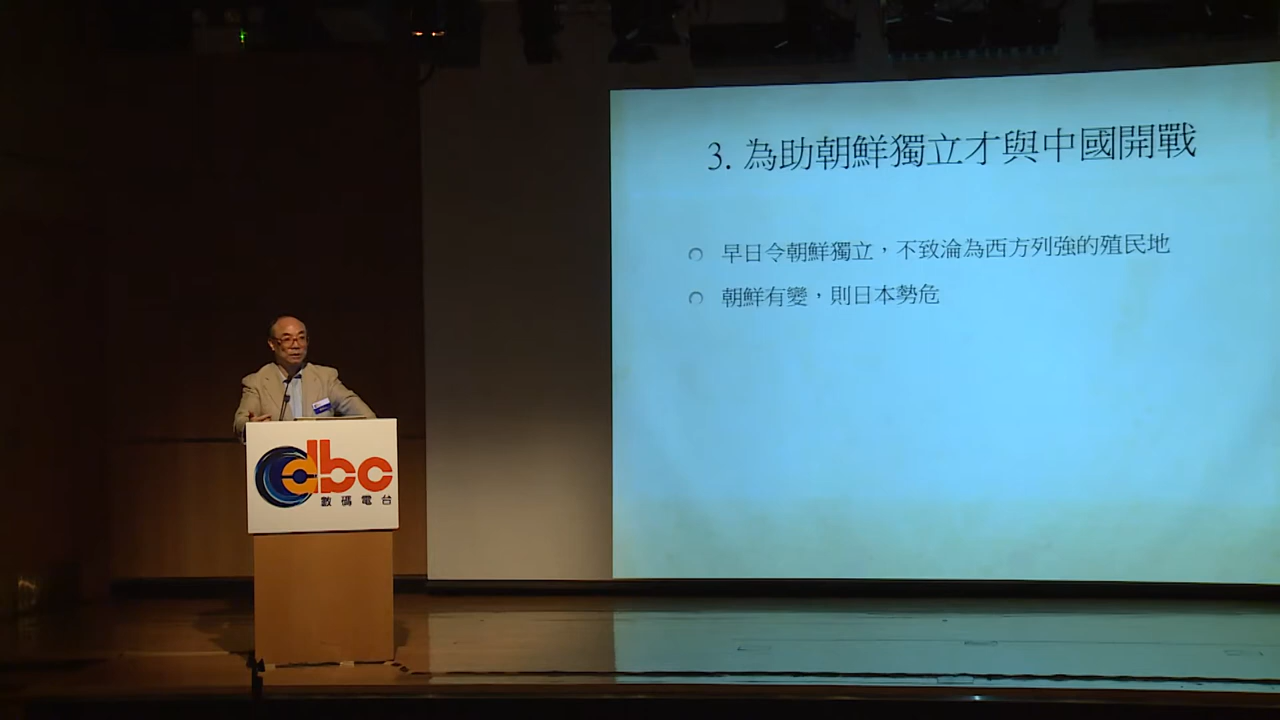 3. 為助朝鮮獨立才與中國開戰
早日令朝鮮獨立，不致淪為西方列強的殖民地
朝鮮有變，則日本勢危
dbc
數碼電台